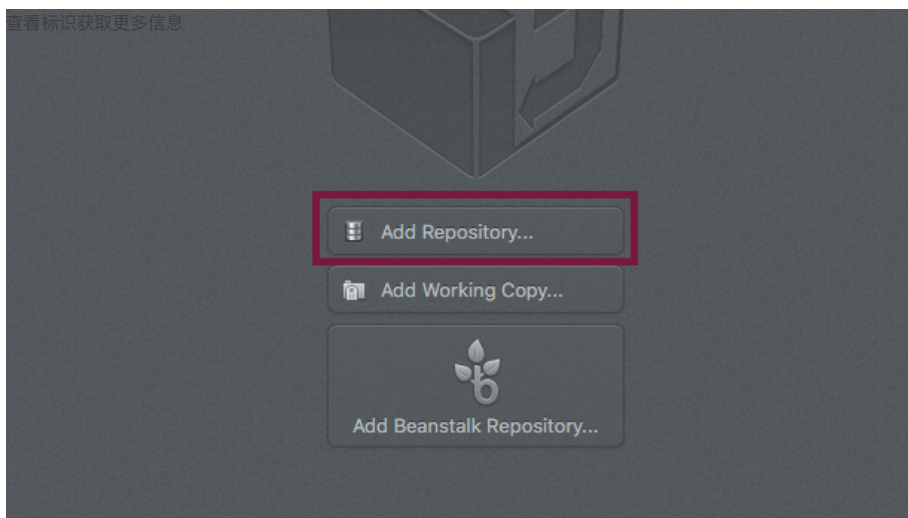 查看标识获取更多信息
Add Repository...
Add Working Copy...
Add Beanstalk Repository...